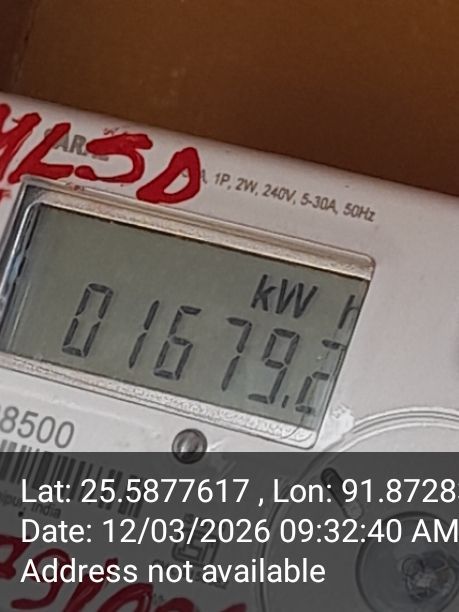 MLSD
A, 1P, 2W, 240V, 5-30A, 50Hz
kW h
01679.2
8500
Lat: 25.5877617 , Lon: 91.8728
Date: 12/03/2026 09:32:40 AM
Address not available